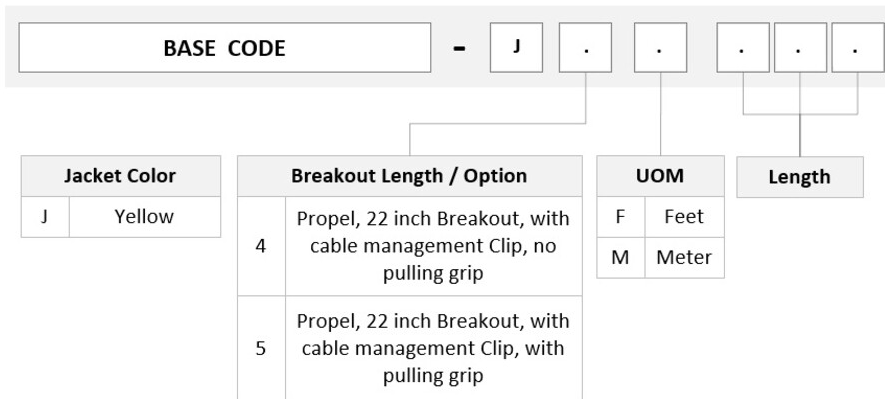 BASE CODE - J . . . . .
Jacket Color
J Yellow
Breakout Length / Option
4 Propel, 22 inch Breakout, with
cable management Clip, no
pulling grip
5 Propel, 22 inch Breakout, with
cable management Clip, with
pulling grip
UOM
F Feet
M Meter
Length